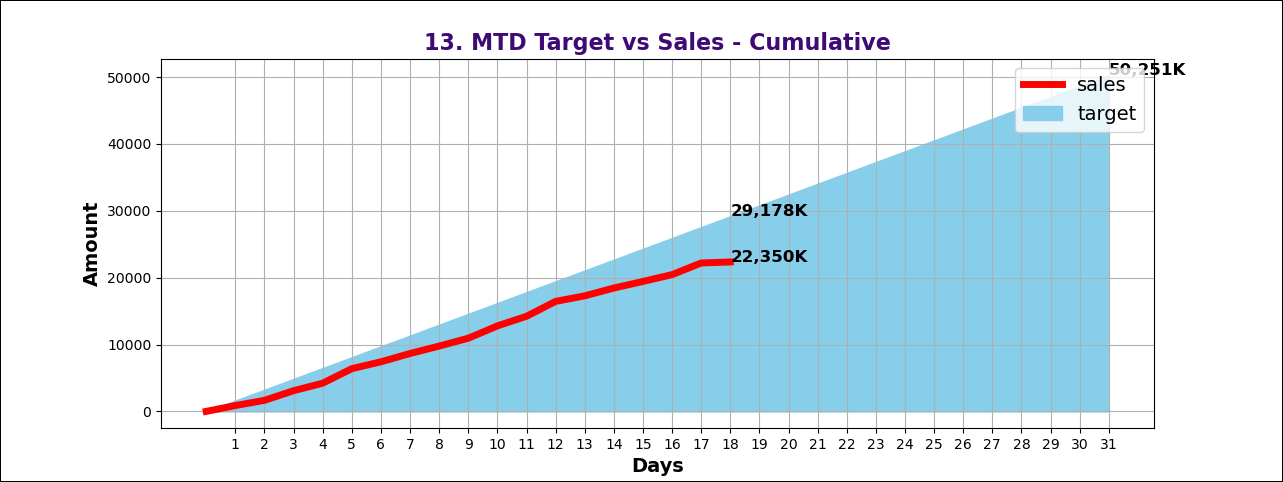 13. MTD Target vs Sales - Cumulative
50,251K
sales
target
29,178K
22,350K
Amount
50000
40000
30000
20000
10000
0
1 2 3 4 5 6 7 8 9 10 11 12 13 14 15 16 17 18 19 20 21 22 23 24 25 26 27 28 29 30 31
Days